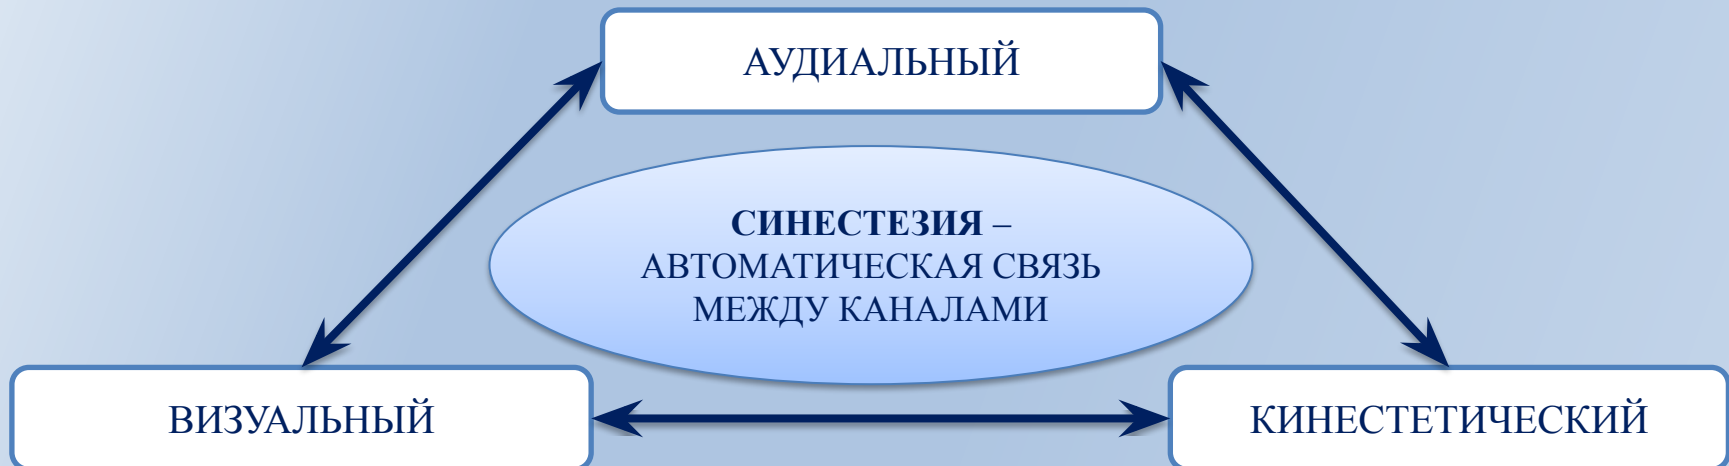 АУДИАЛЬНЫЙ
СИНЕСТЕЗИЯ –
АВТОМАТИЧЕСКАЯ СВЯЗЬ
МЕЖДУ КАНАЛАМИ
ВИЗУАЛЬНЫЙ
КИНЕСТЕТИЧЕСКИЙ